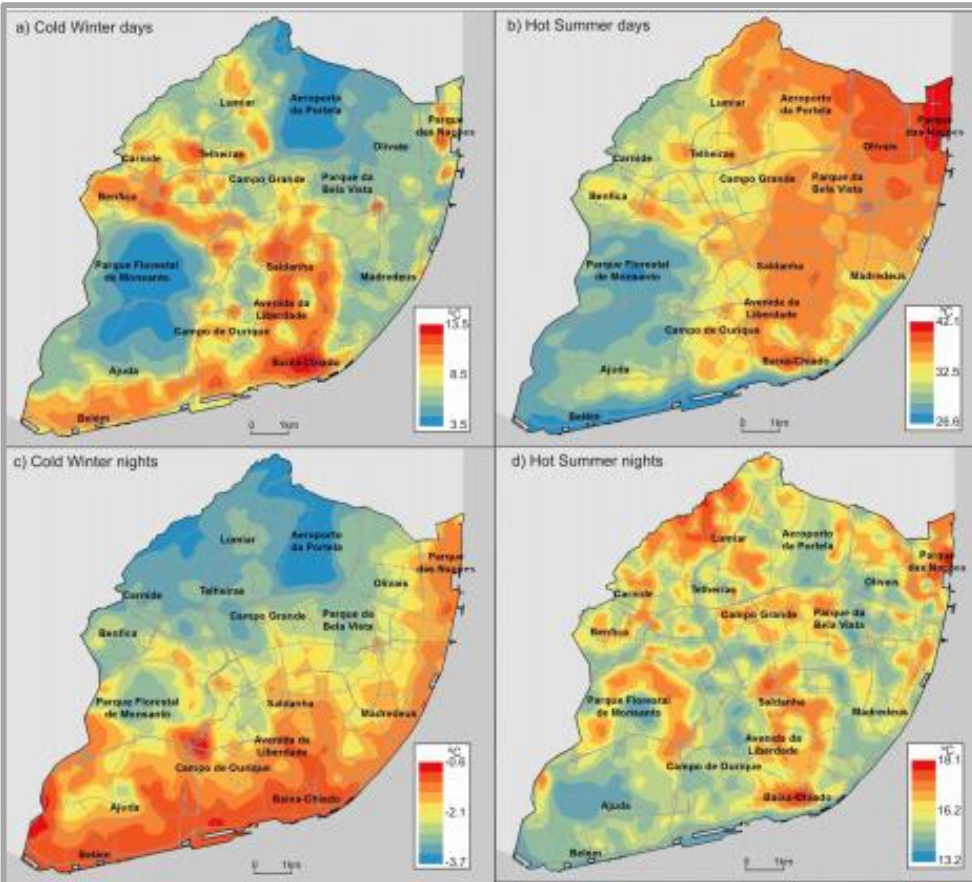 a) Cold Winter days
Lumiar
Aeroporto
da Portela
Parque
das Nações
Carnide
Telheiras
Olivais
Campo Grande
Parque da
Bela Vista
Benfica
Parque Florestal
de Monsanto
Saldanha
Madredeus
Avenida da
Liberdade
Campo de Ourique
Ajuda
Baixa-Chiado
Belém
0 1km
°C
13.5
8.5
3.5
b) Hot Summer days
Lumiar
Aeroporto
da Portela
Parque
das Nações
Carnide
Telheiras
Olivais
Campo Grande
Parque da
Bela Vista
Benfica
Parque Florestal
de Monsanto
Saldanha
Madredeus
Avenida da
Liberdade
Campo de Ourique
Ajuda
Baixa-Chiado
Belém
0 1km
°C
42.1
32.5
26.6
c) Cold Winter nights
Lumiar
Aeroporto
da Portela
Parque
das Nações
Carnide
Telheiras
Olivais
Campo Grande
Parque da
Bela Vista
Benfica
Parque Florestal
de Monsanto
Saldanha
Madredeus
Avenida da
Liberdade
Campo de Ourique
Ajuda
Baixa-Chiado
Belém
0 1km
°C
-0.6
-2.1
-3.7
d) Hot Summer nights
Lumiar
Aeroporto
da Portela
Parque
das Nações
Carnide
Telheiras
Olivais
Campo Grande
Parque da
Bela Vista
Benfica
Parque Florestal
de Monsanto
Saldanha
Madredeus
Avenida da
Liberdade
Campo de Ourique
Ajuda
Baixa-Chiado
Belém
0 1km
°C
18.1
16.2
13.2